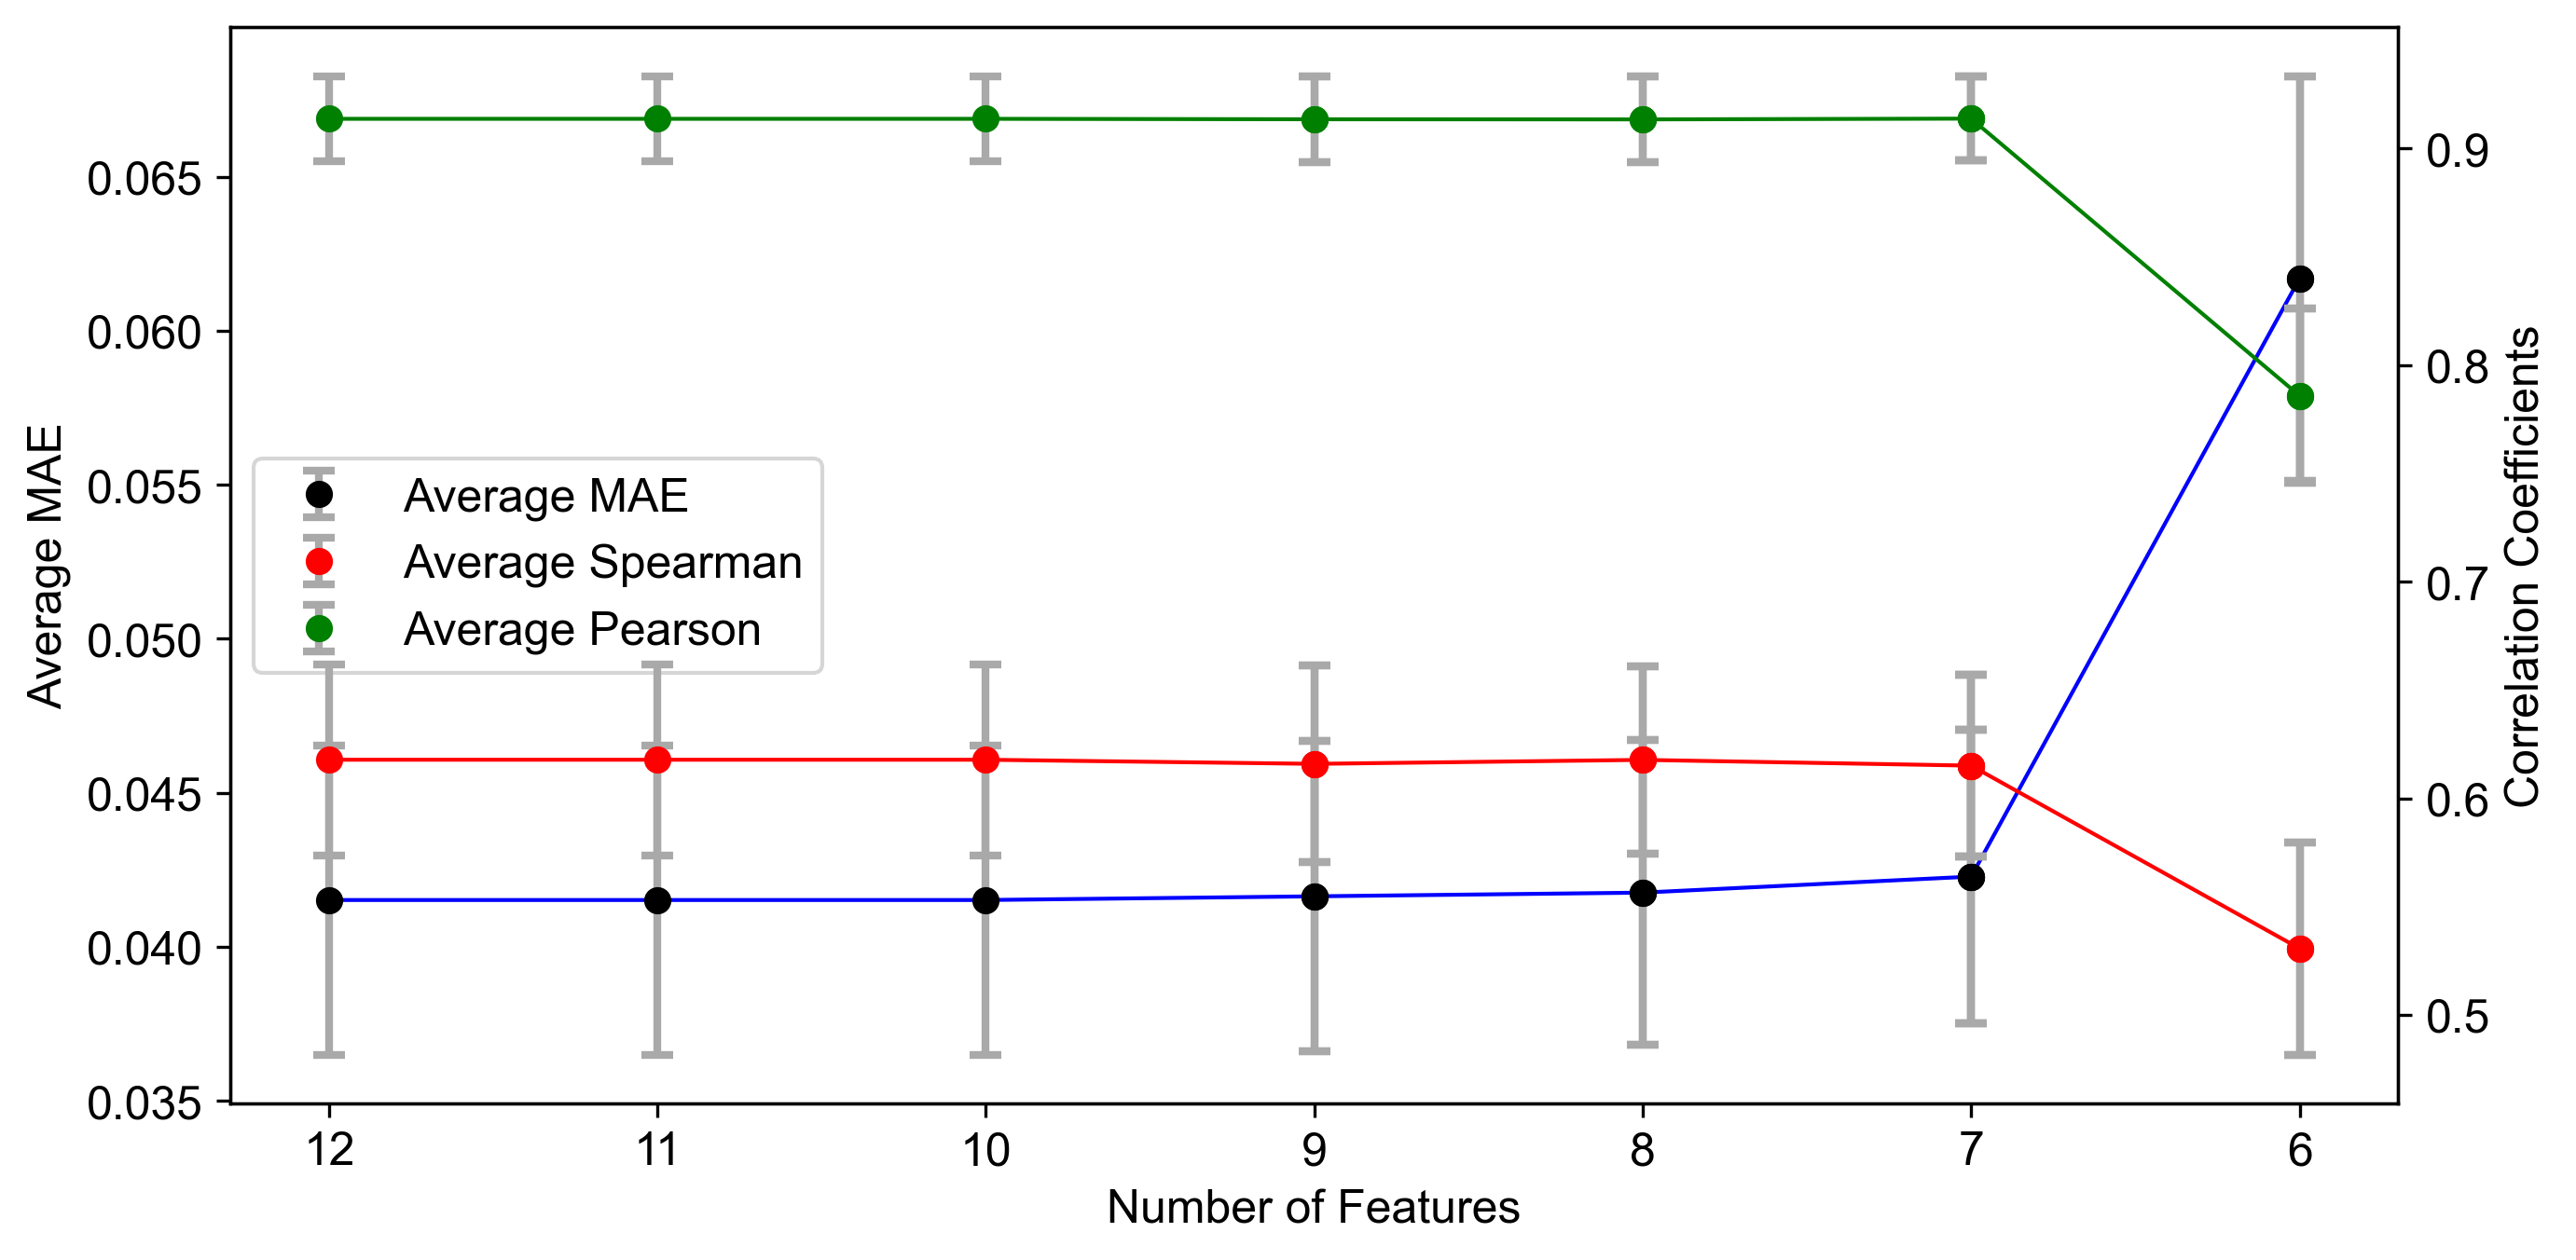 0.065
0.060
0.055
0.050
0.045
0.040
0.035
Average MAE
Average MAE
Average Spearman
Average Pearson
0.9
0.8
0.7
0.6
0.5
Correlation Coefficients
12 11 10 9 8 7 6
Number of Features